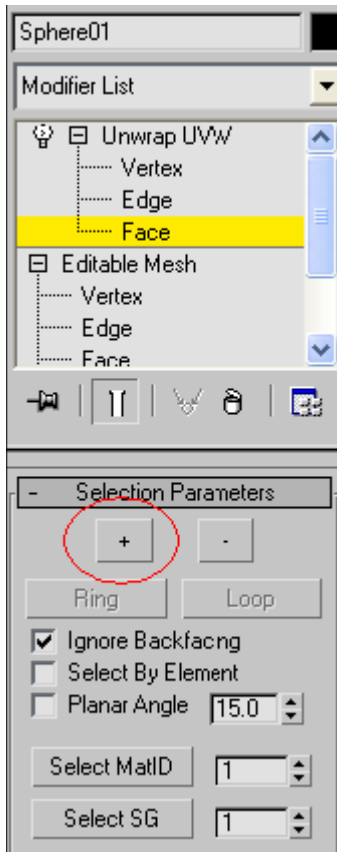 Sphere01
Modifier List
Unwrap UVW
Vertex
Edge
Face
Editable Mesh
Vertex
Edge
Face
- Selection Parameters
+ -
Ring Loop
Ignore Backfacng
Select By Element
Planar Angle 15.0
Select MatID 1
Select SG 1